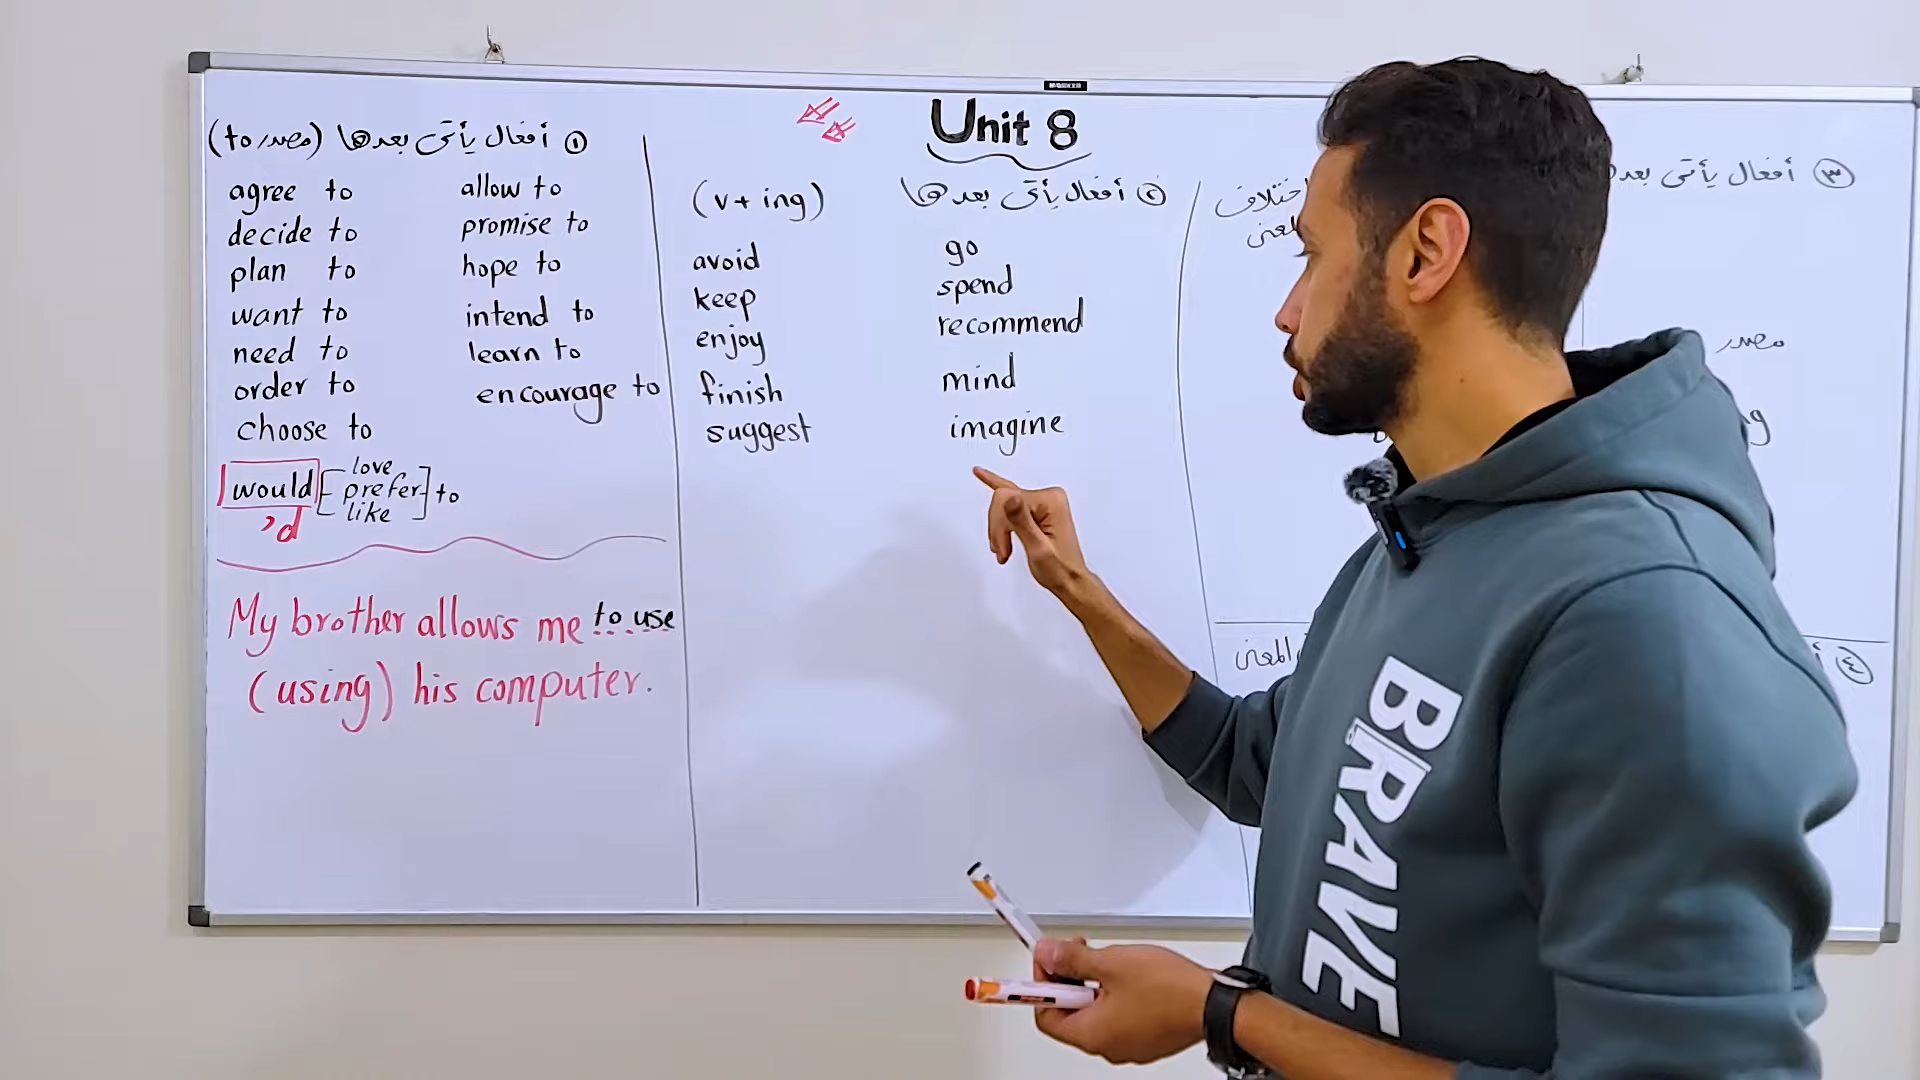 Unit 8
① أفعال يأتى بعدها (to مصدر)
agree to
decide to
plan to
want to
need to
order to
choose to
allow to
promise to
hope to
intend to
learn to
encourage to
would
'd
love
prefer
like
to
My brother allows me to use
(using) his computer.
② أفعال يأتى بعدها (v + ing)
avoid
keep
enjoy
finish
suggest
go
spend
recommend
mind
imagine
③ أفعال يأتى
مصدر
④
BRAVE